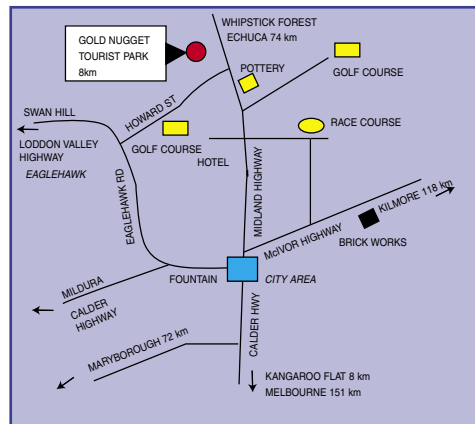 GOLD NUGGET
TOURIST PARK
8km
WHIPSTICK FOREST
ECHUCA 74 km
POTTERY
GOLF COURSE
SWAN HILL
HOWARD ST
RACE COURSE
LODDON VALLEY
HIGHWAY
EAGLEHAWK
GOLF COURSE
HOTEL
EAGLEHAWK RD
MIDLAND HIGHWAY
McIVOR HIGHWAY
KILMORE 118 km
BRICK WORKS
FOUNTAIN
CITY AREA
MILDURA
CALDER
HIGHWAY
CALDER HWY
MARYBOROUGH 72 km
KANGAROO FLAT 8 km
MELBOURNE 151 km